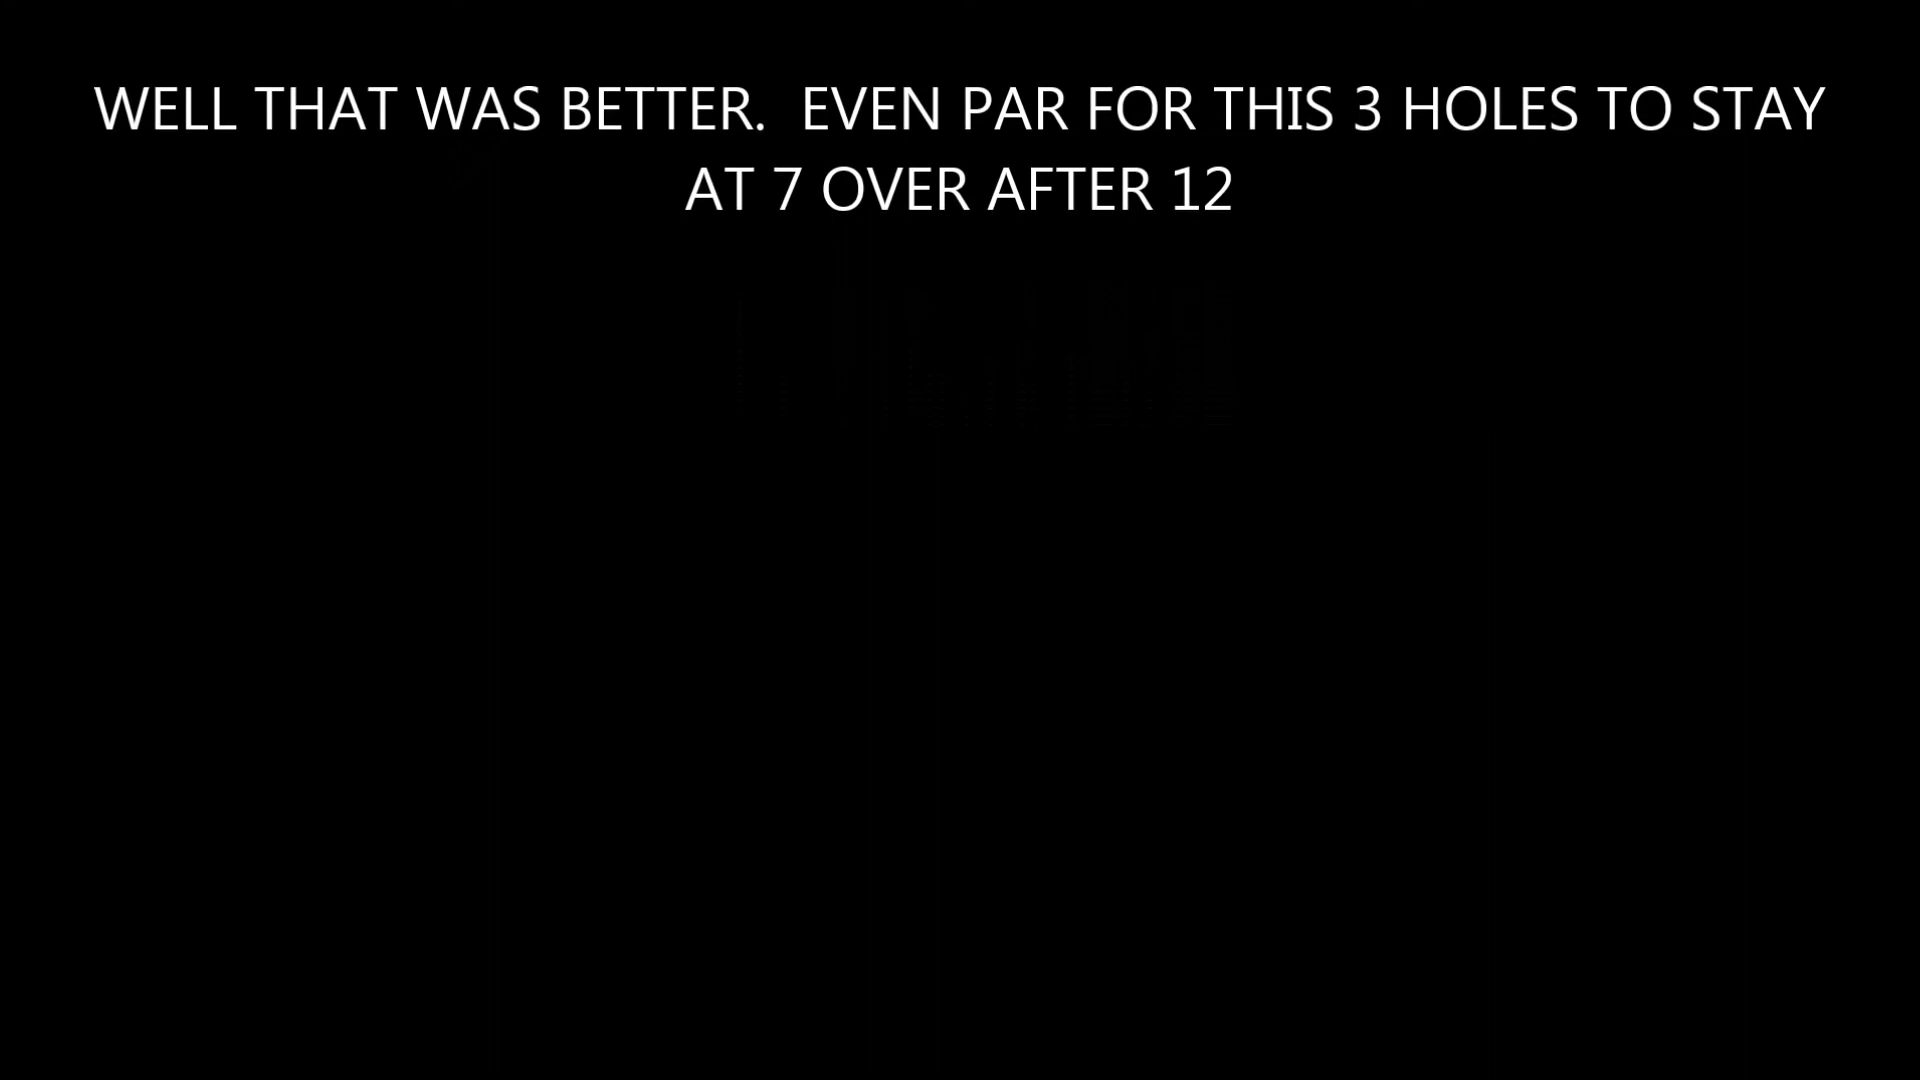 WELL THAT WAS BETTER.  EVEN PAR FOR THIS 3 HOLES TO STAY
AT 7 OVER AFTER 12